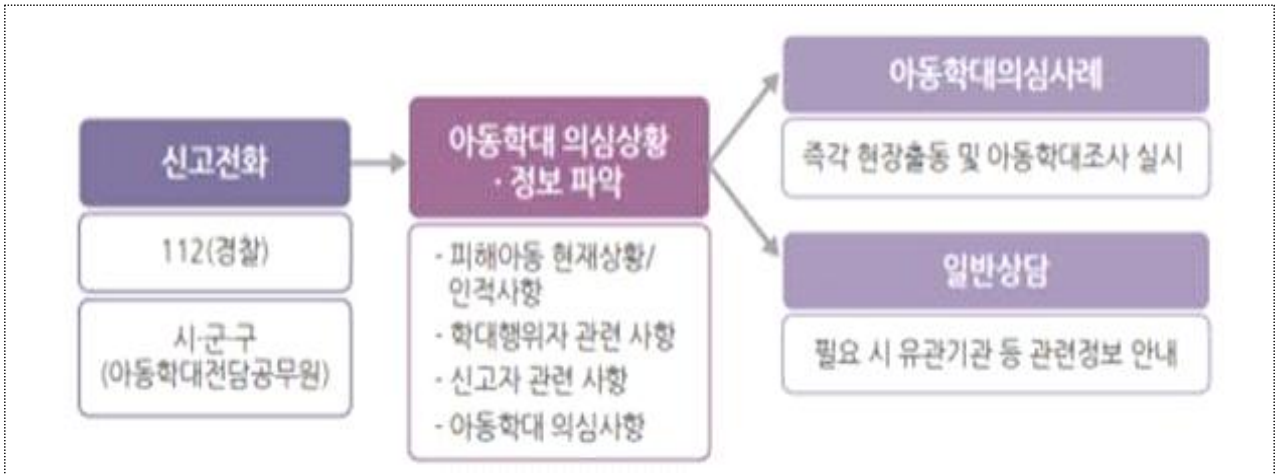 신고전화
112(경찰)
시·군·구
(아동학대전담공무원)
아동학대 의심상황
· 정보 파악
- 피해아동 현재상황/
인적사항
- 학대행위자 관련 사항
- 신고자 관련 사항
- 아동학대 의심사항
아동학대의심사례
즉각 현장출동 및 아동학대조사 실시
일반상담
필요 시 유관기관 등 관련정보 안내